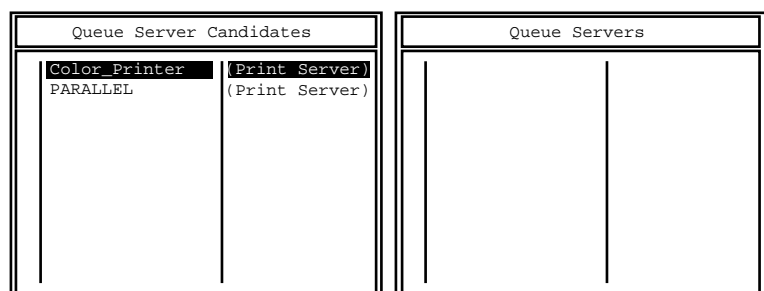 Queue Server Candidates
Color_Printer (Print Server)
PARALLEL (Print Server)
Queue Servers